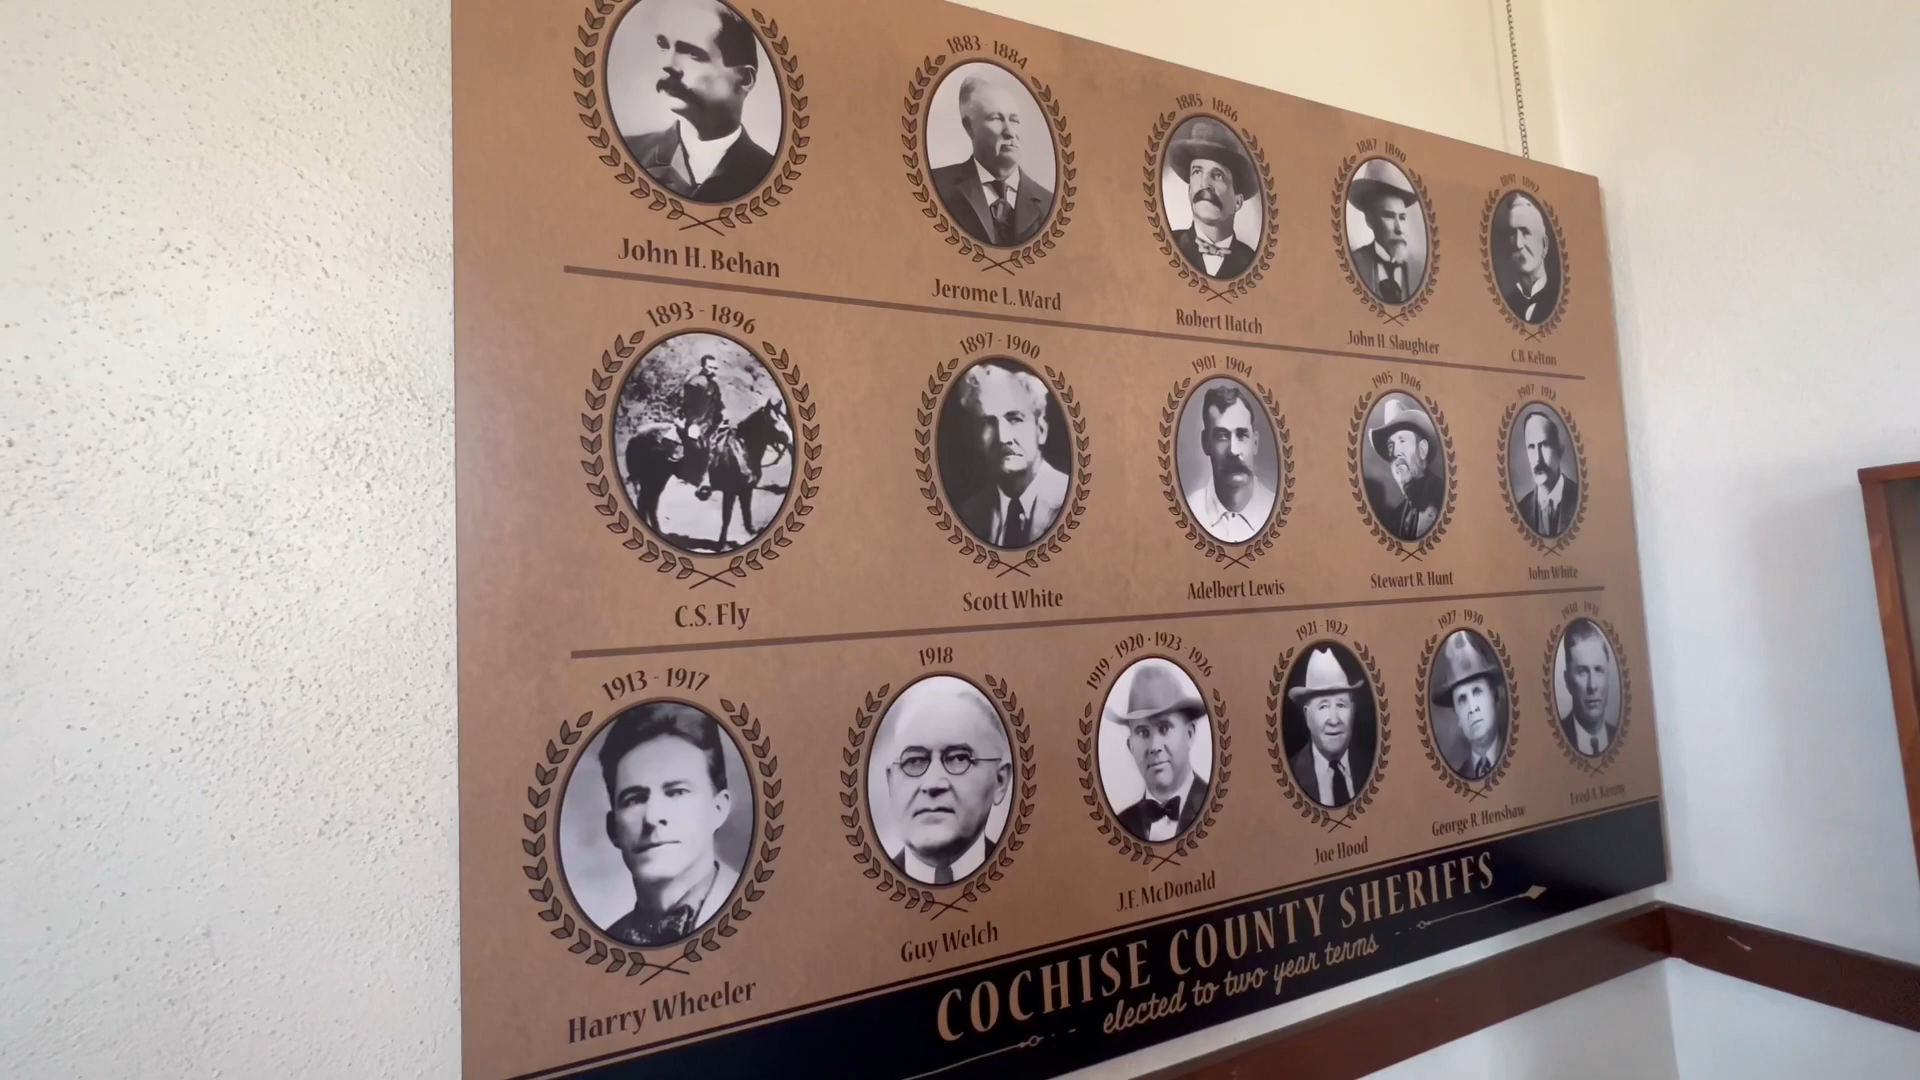 1883 - 1884
1885 - 1886
1887 - 1890
1891 - 1892
John H. Behan
Jerome L. Ward
Robert Hatch
John H. Slaughter
C.B. Kelton
1893 - 1896
1897 - 1900
1901 - 1904
1905 - 1906
1907 - 1912
C.S. Fly
Scott White
Adelbert Lewis
Stewart R. Hunt
John White
1913 - 1917
1918
1919 - 1920 · 1923 - 1926
1921 - 1922
1927 - 1930
Harry Wheeler
Guy Welch
J.F. McDonald
Joe Hood
George R. Henshaw
Fred A.
COCHISE COUNTY SHERIFFS
elected to two year terms